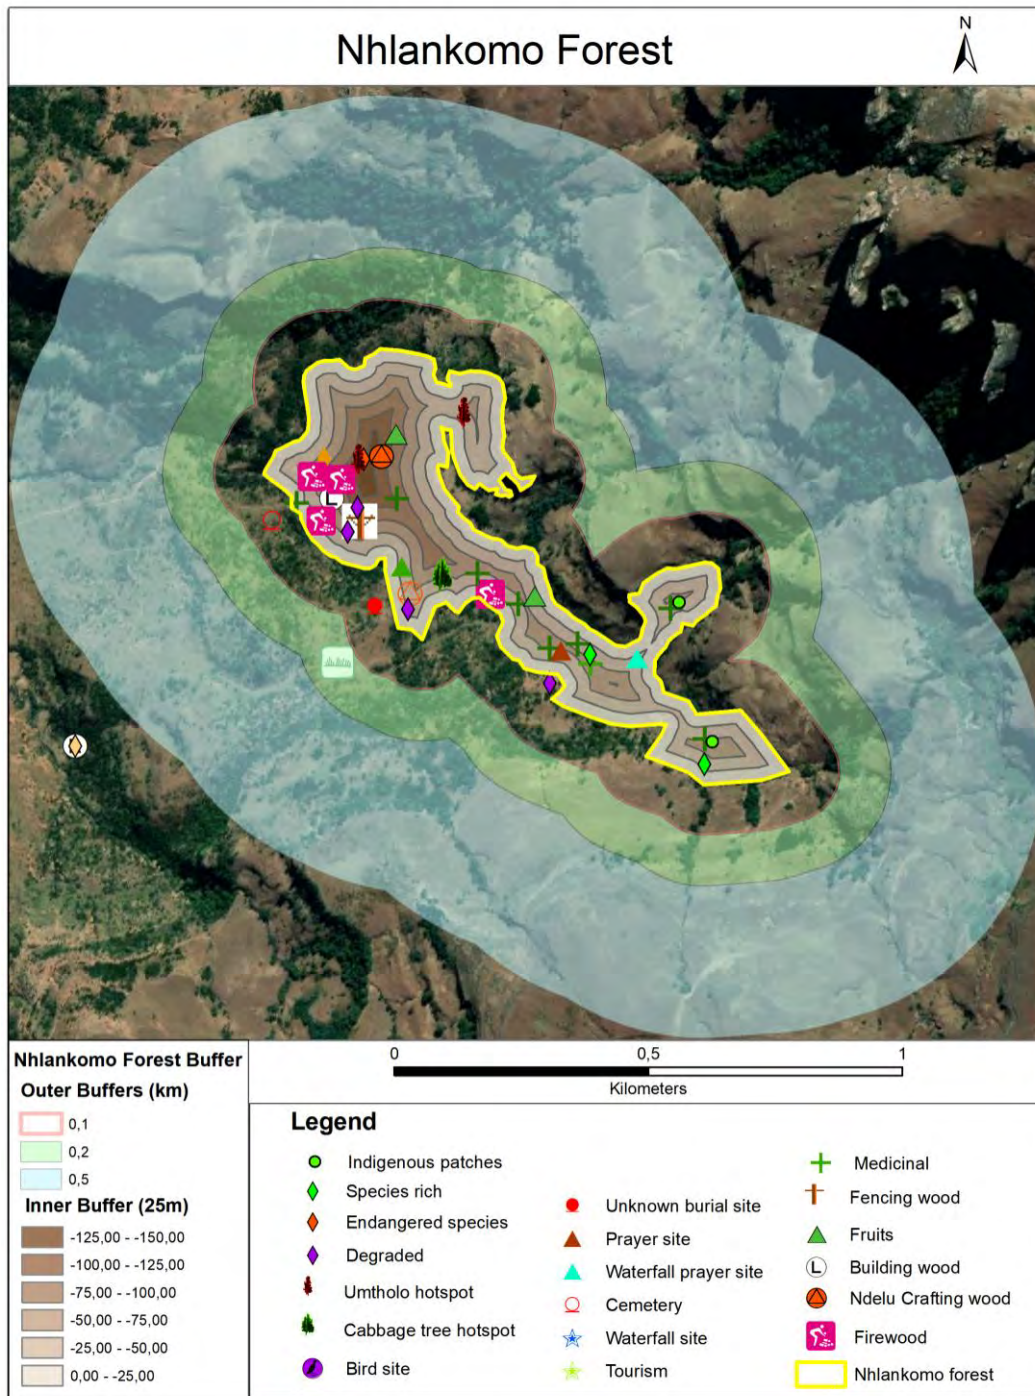 Nhlankomo Forest
N
L
0
0,5
1
Kilometers
Nhlankomo Forest Buffer
Outer Buffers (km)
0,1
0,2
0,5
Inner Buffer (25m)
-125,00 - -150,00
-100,00 - -125,00
-75,00 - -100,00
-50,00 - -75,00
-25,00 - -50,00
0,00 - -25,00
Legend
Indigenous patches
Species rich
Endangered species
Degraded
Umtholo hotspot
Cabbage tree hotspot
Bird site
Unknown burial site
Prayer site
Waterfall prayer site
Cemetery
Waterfall site
Tourism
Medicinal
Fencing wood
Fruits
L Building wood
Ndelu Crafting wood
Firewood
Nhlankomo forest